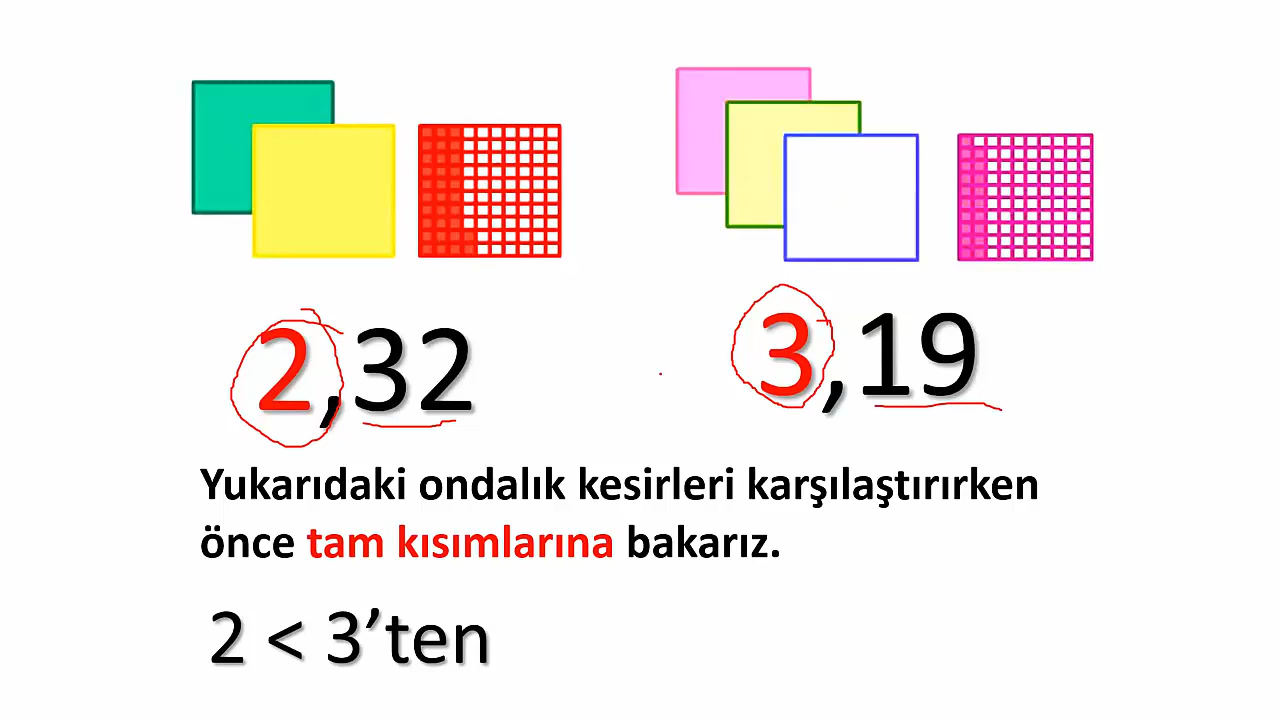 2,32 3,19
Yukarıdaki ondalık kesirleri karşılaştırırken
önce tam kısımlarına bakarız.
2 < 3’ten